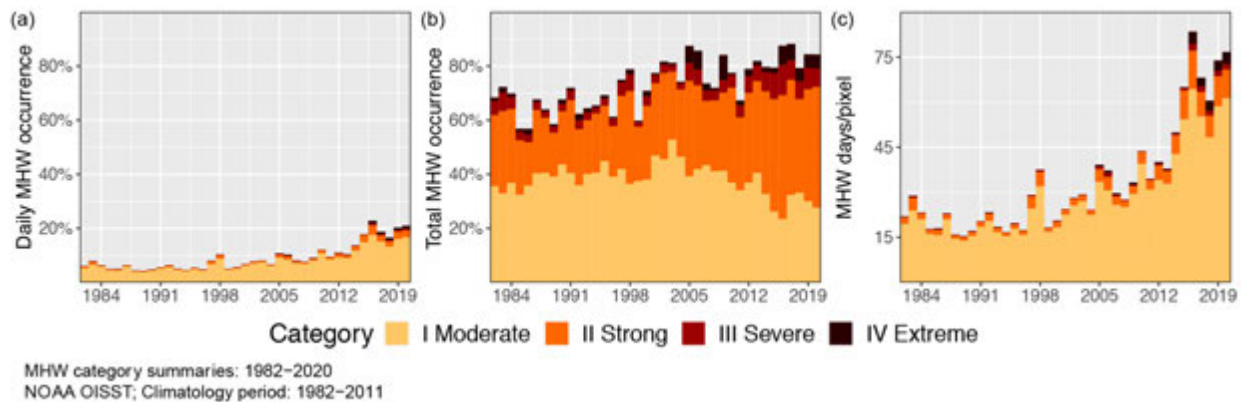 (a)
Daily MHW occurrence
80%
60%
40%
20%
1984 1991 1998 2005 2012 2019
(b)
Total MHW occurrence
80%
60%
40%
20%
1984 1991 1998 2005 2012 2019
(c)
MHW days/pixel
75
45
15
1984 1991 1998 2005 2012 2019
Category I Moderate II Strong III Severe IV Extreme
MHW category summaries: 1982−2020
NOAA OISST; Climatology period: 1982−2011